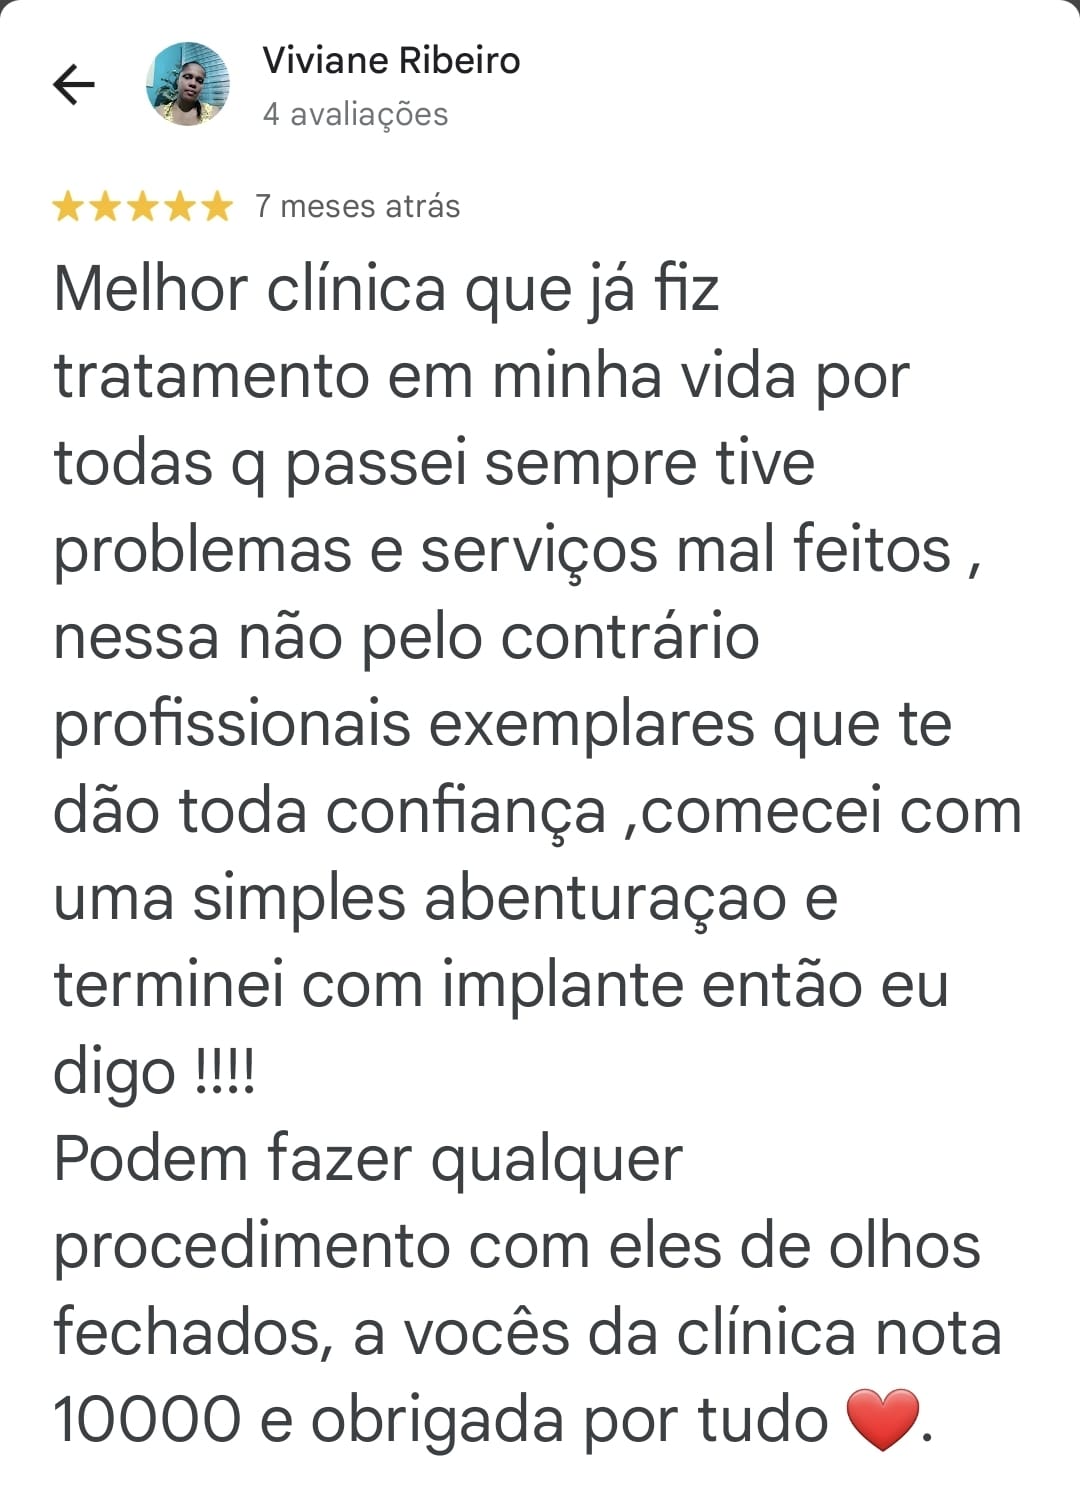 Viviane Ribeiro
4 avaliações
7 meses atrás
Melhor clínica que já fiz
tratamento em minha vida por
todas q passei sempre tive
problemas e serviços mal feitos ,
nessa não pelo contrário
profissionais exemplares que te
dão toda confiança ,comecei com
uma simples abenturaçao e
terminei com implante então eu
digo !!!!
Podem fazer qualquer
procedimento com eles de olhos
fechados, a vocês da clínica nota
10000 e obrigada por tudo ❤️.